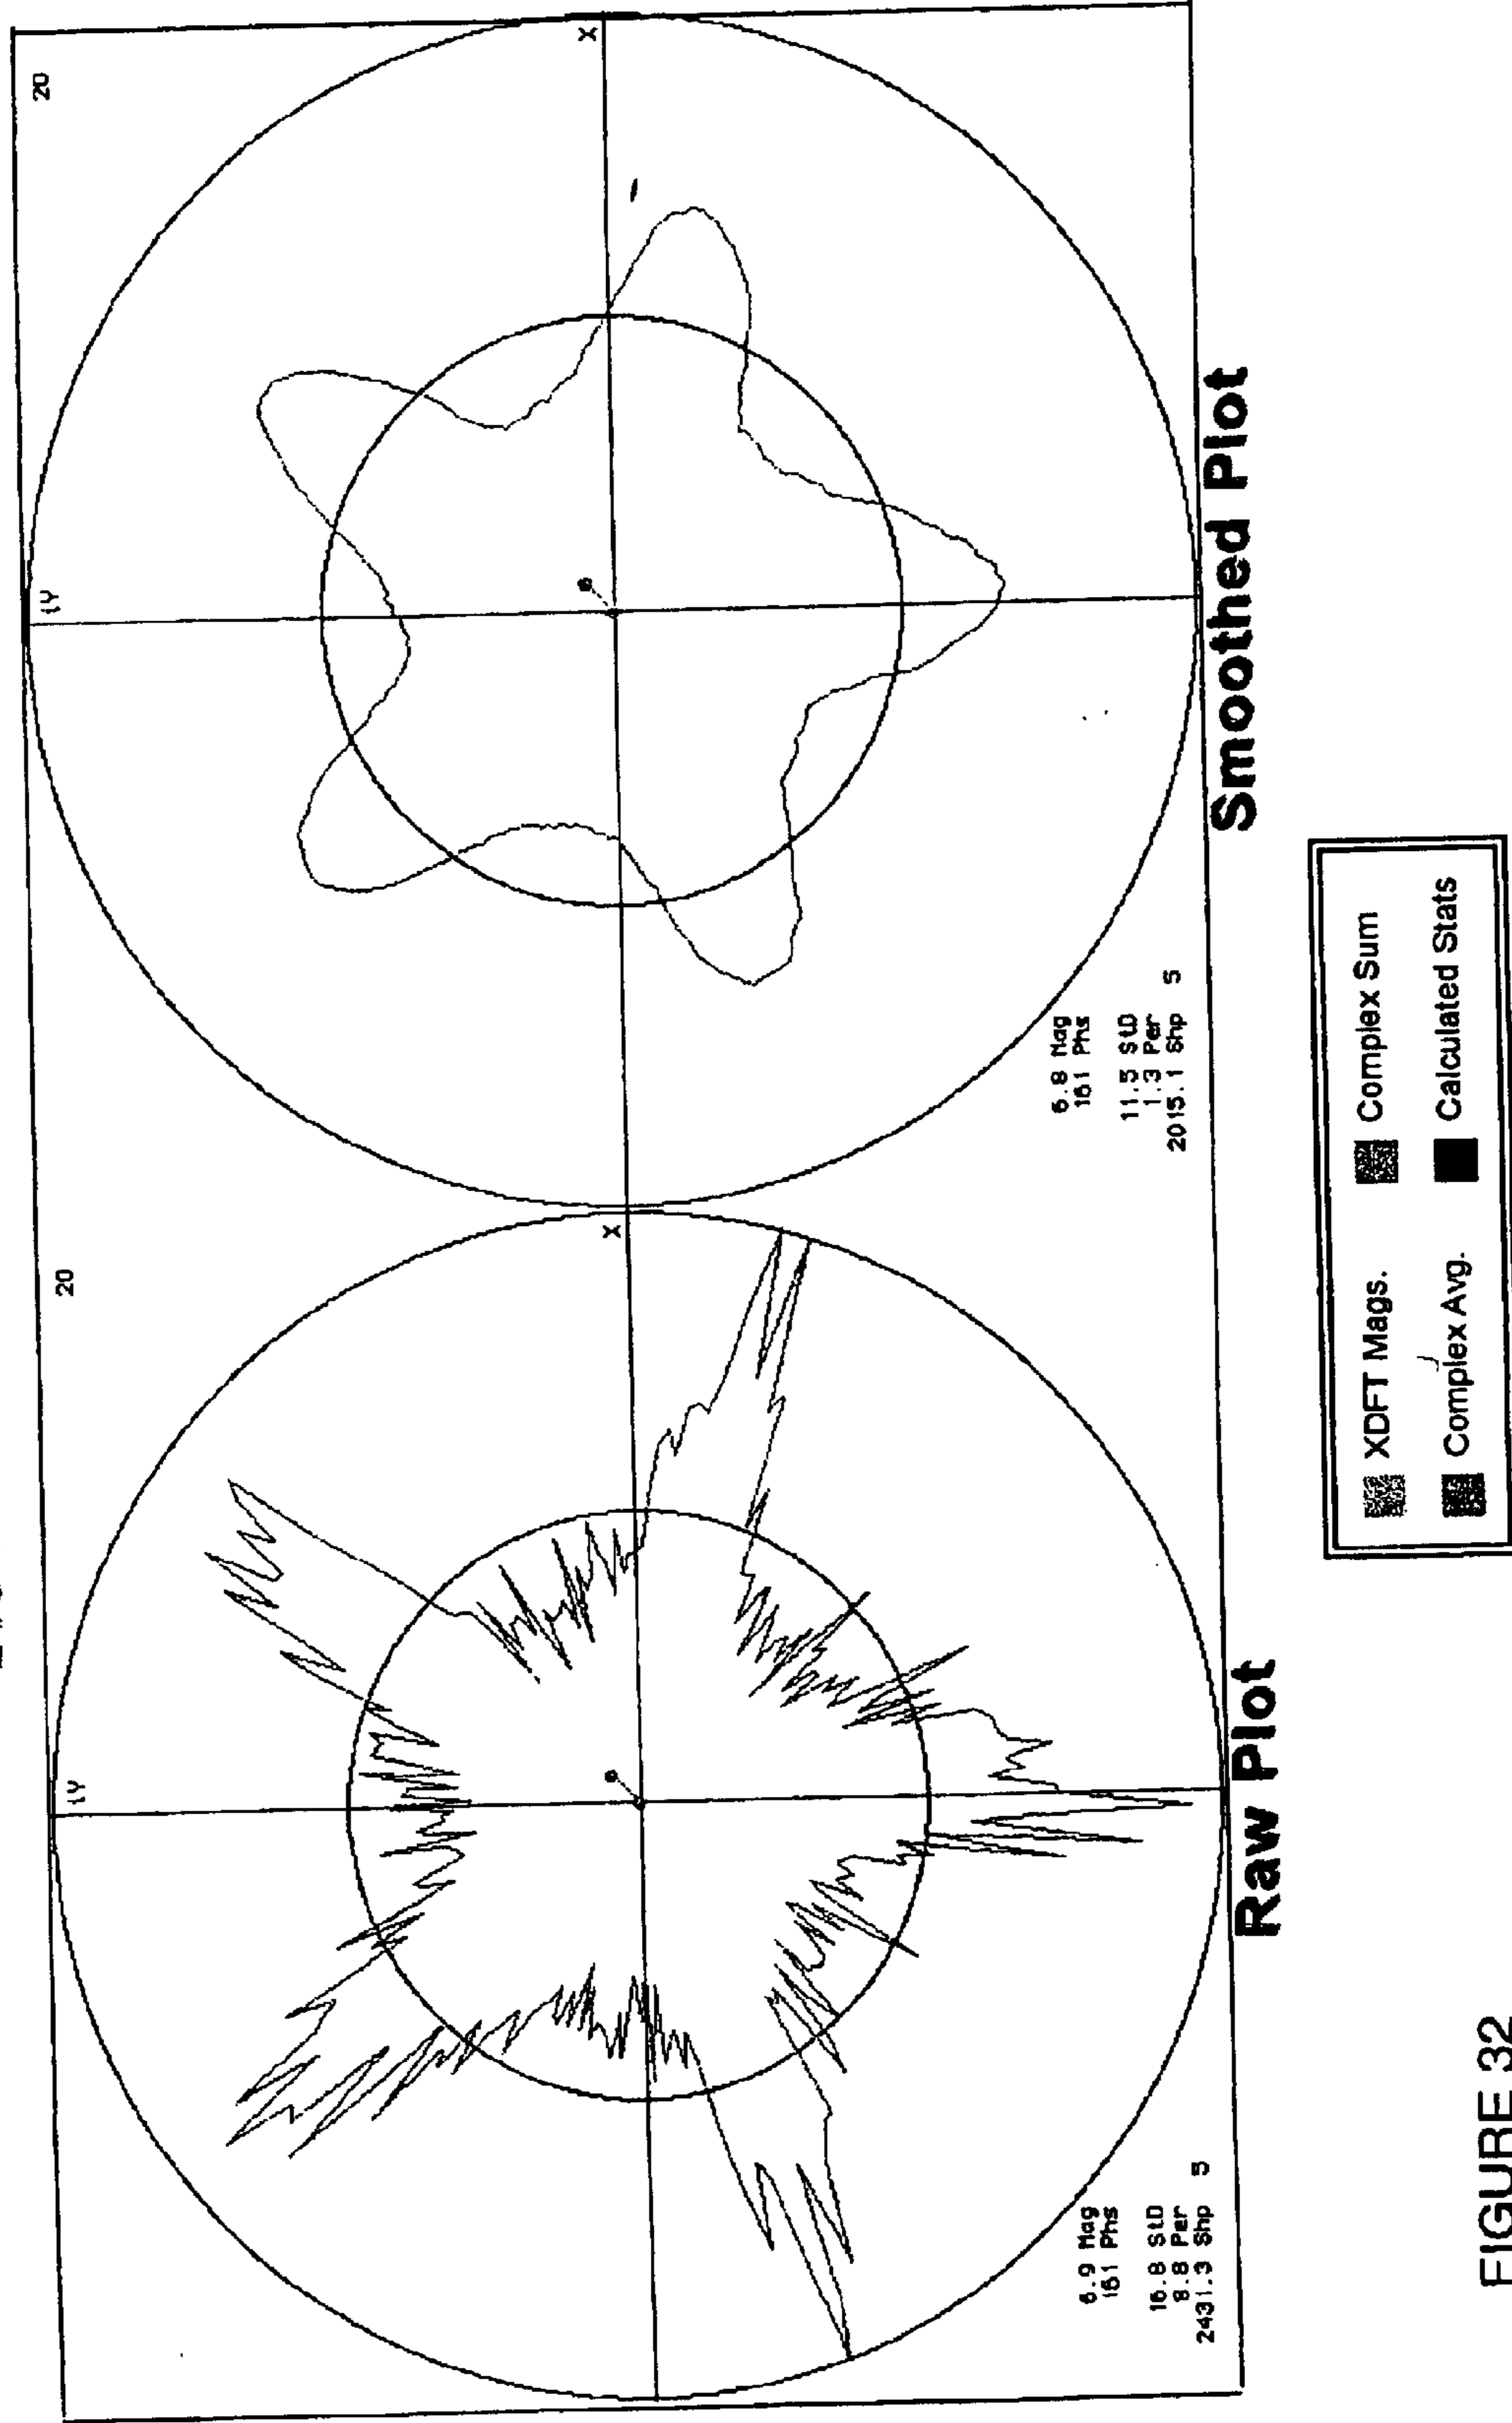 20
iY
X
6.9 Mag
161 Phs
16.8 StD
8.8 Per
2431.3 Shp 5
Raw Plot
20
iY
X
6.8 Mag
161 Phs
11.5 StD
1.3 Per
2015.1 Shp 5
Smoothed Plot
XDFT Mags.
Complex Sum
Complex Avg.
Calculated Stats
FIGURE 32